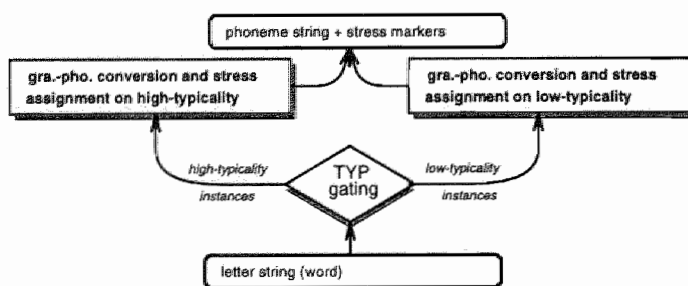 phoneme string + stress markers
gra.-pho. conversion and stress
assignment on high-typicality
gra.-pho. conversion and stress
assignment on low-typicality
high-typicality
instances
TYP
gating
low-typicality
instances
letter string (word)